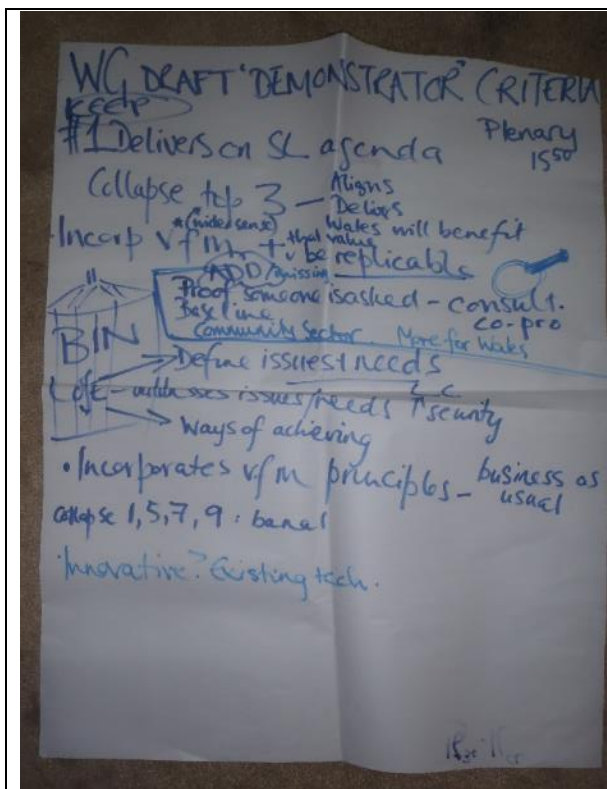 WG DRAFT 'DEMONSTRATOR' CRITERIA
KEEP
Plenary
15 50
#1 Delivers on SL agenda
Collapse top 3 - Aligns
- Delivers
Wales will benefit
*(wider sense)
Incorp vfm + that value
be replicable
ADD/missing
Proof someone is asked - consult.
co-pro
Baseline
Community Sector. More for Wales
BIN
Define issues + needs
addresses issues/needs ↑ security
Ways of achieving
• Incorporates vfm principles - business as
usual
collapse 1, 5, 7, 9: banal
Innovative? Existing tech.